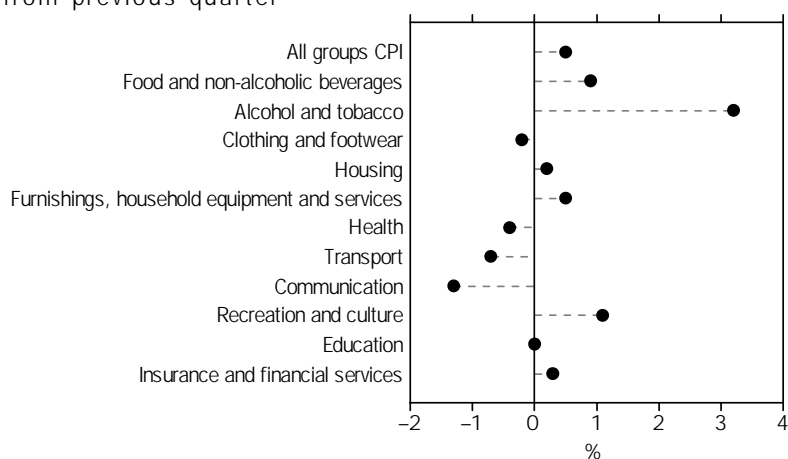 from previous quarter
All groups CPI
Food and non-alcoholic beverages
Alcohol and tobacco
Clothing and footwear
Housing
Furnishings, household equipment and services
Health
Transport
Communication
Recreation and culture
Education
Insurance and financial services
–2 –1 0 1 2 3 4
%